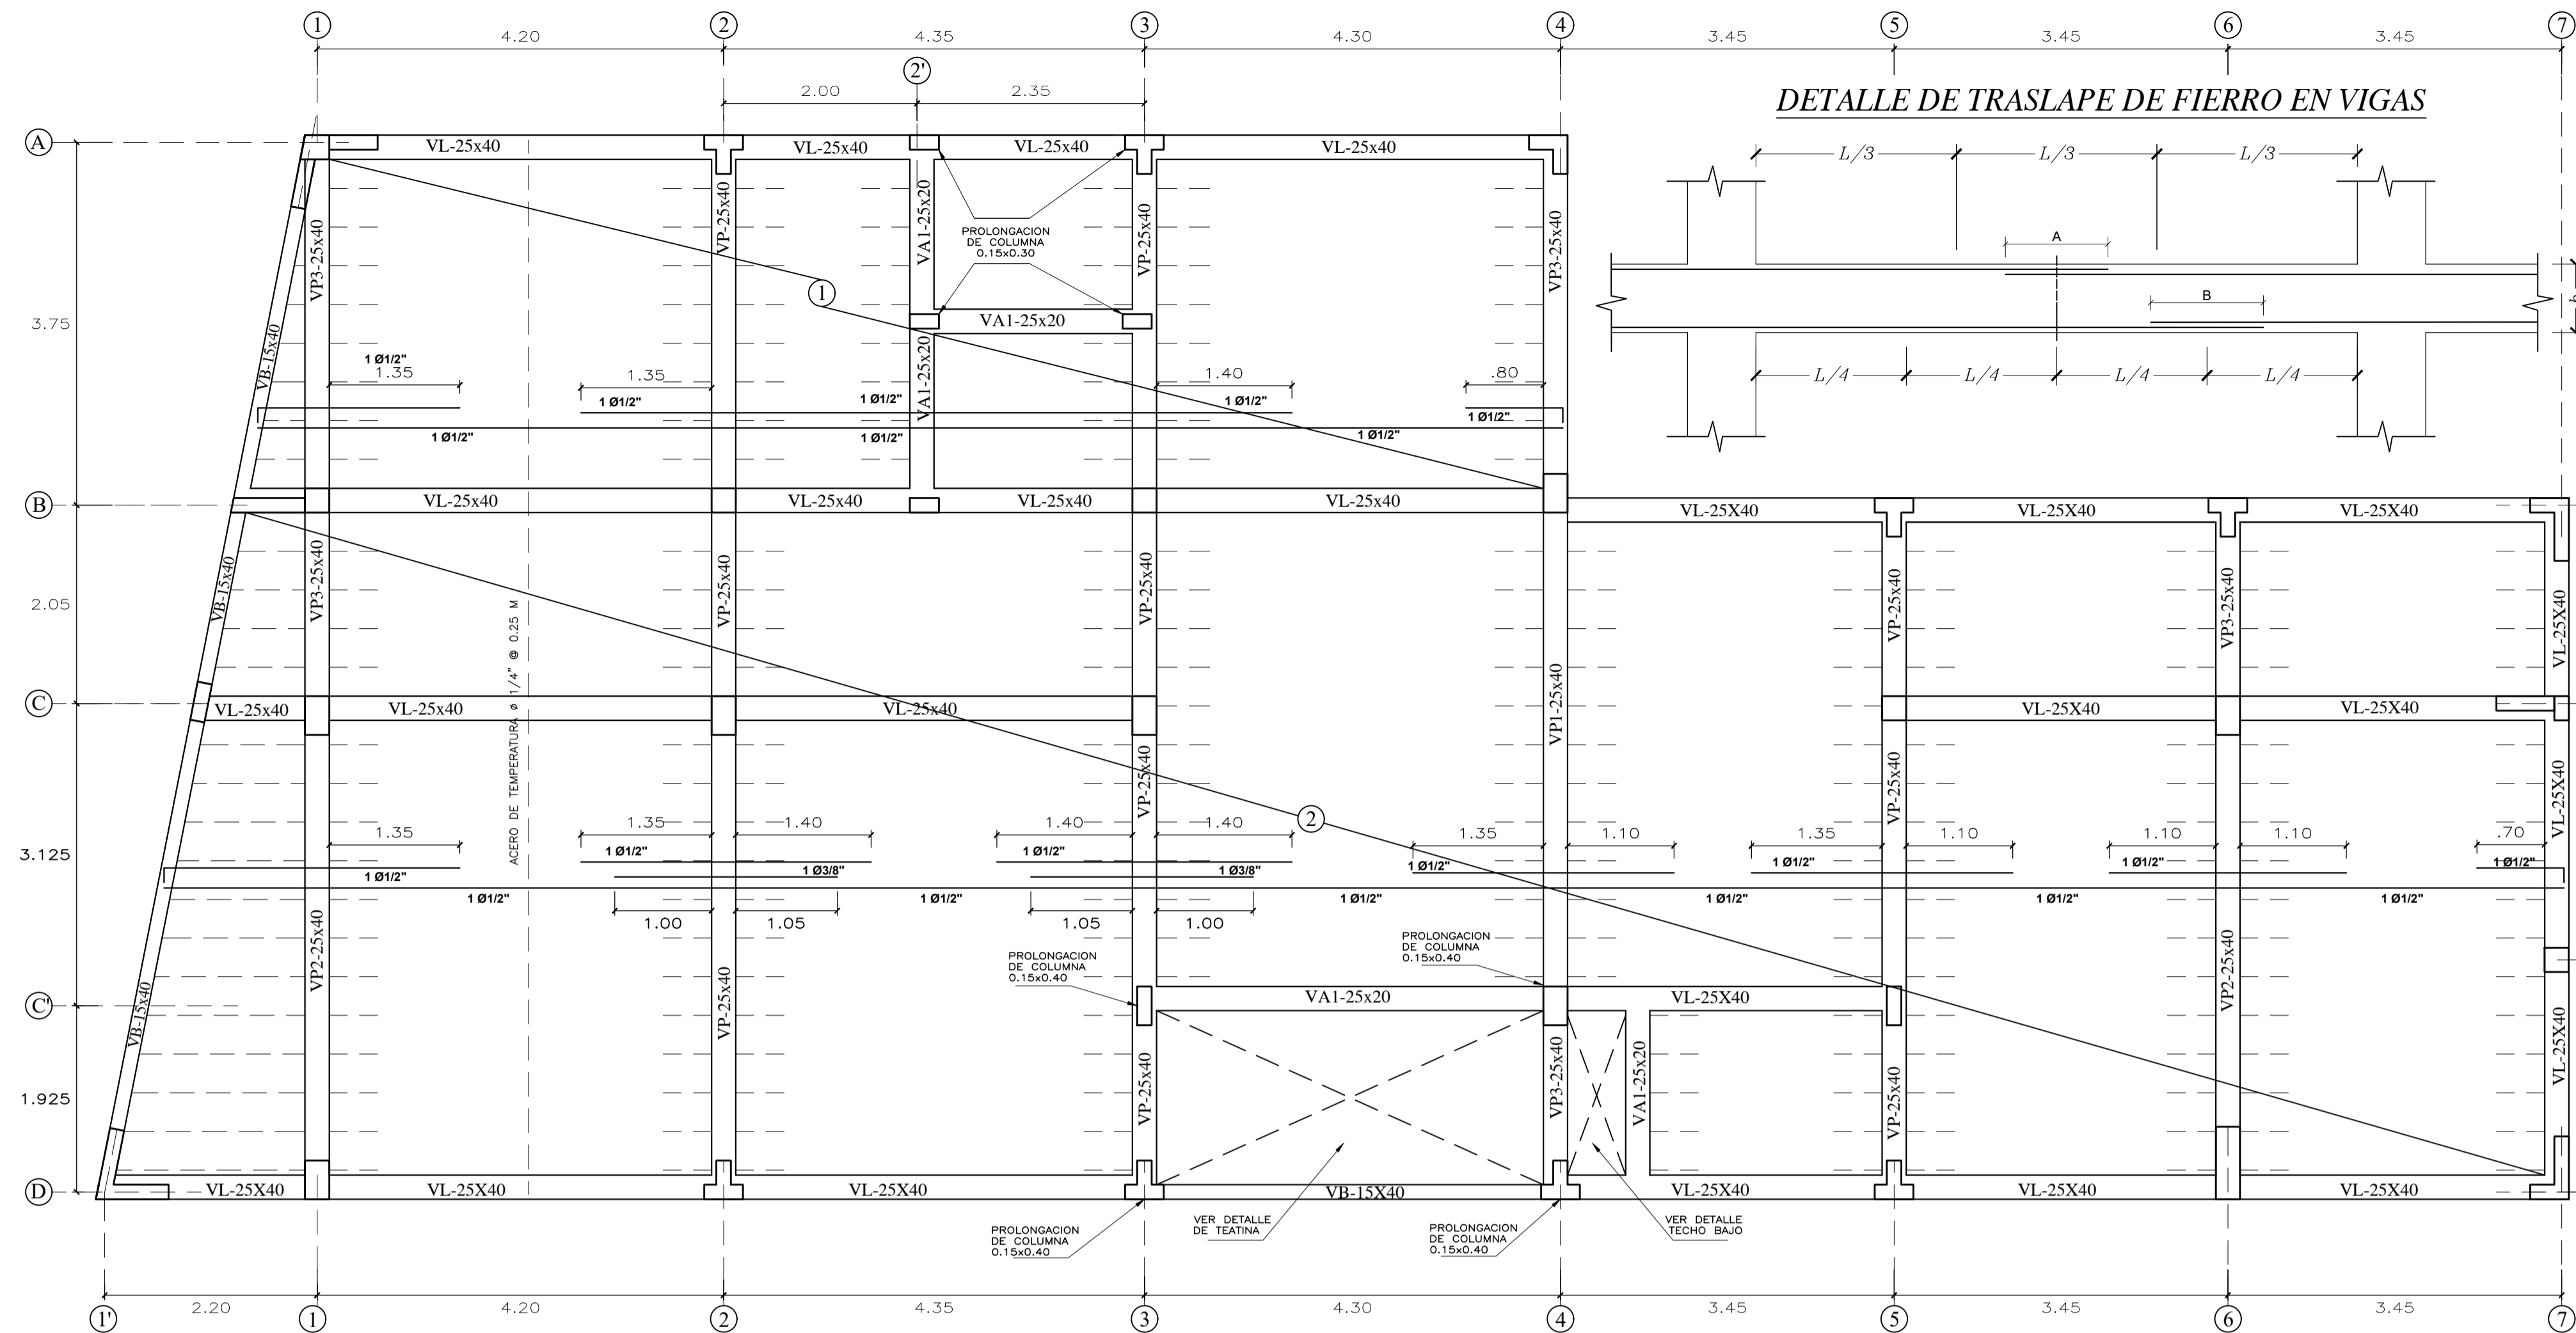 1 2 3 4 5 6 7
4.20 4.35 4.30 3.45 3.45 3.45
2'
2.00 2.35
DETALLE DE TRASLAPE DE FIERRO EN VIGAS
L/3 L/3 L/3
A
B
L/4 L/4 L/4 L/4
A
VL-25x40 VL-25x40 VL-25x40 VL-25x40
VP3-25x40
VP-25x40
VA1-25x20
VP-25x40
VP3-25x40
PROLONGACION
DE COLUMNA
0.15x0.30
1
3.75
VA1-25x20
VA1-25x20
VB-15x40
1 Ø1/2"
1.35 1.35 1.40 .80
1 Ø1/2" 1 Ø1/2" 1 Ø1/2" 1 Ø1/2"
1 Ø1/2" 1 Ø1/2" 1 Ø1/2"
B
VL-25x40 VL-25x40 VL-25x40 VL-25x40
VL-25X40 VL-25X40 VL-25X40
2.05
VB-15x40
VP3-25x40
VP-25x40
VP-25x40
VP-25x40
VP3-25x40
VL-25X40
ACERO DE TEMPERATURA ø 1/4" @ 0.25 M
VP1-25x40
C
VL-25x40 VL-25x40 VL-25x40 VL-25X40 VL-25X40
VP-25x40
VP-25x40
VL-25X40
2
3.125
1.35 1.35 1.40 1.40 1.40 1.35 1.10 1.35 1.10 1.10 1.10 .70
1 Ø1/2" 1 Ø1/2" 1 Ø1/2" 1 Ø1/2" 1 Ø1/2" 1 Ø1/2" 1 Ø1/2"
1 Ø3/8" 1 Ø3/8"
1 Ø1/2" 1 Ø1/2" 1 Ø1/2" 1 Ø1/2" 1 Ø1/2" 1 Ø1/2"
1.00 1.05 1.05 1.00
VP2-25x40
VP-25x40
VP2-25x40
PROLONGACION
DE COLUMNA
0.15x0.40
PROLONGACION
DE COLUMNA
0.15x0.40
C'
VB-15x40
VA1-25x20 VL-25X40
VP-25x40
VP3-25x40
VA1-25x20
VP-25x40
VL-25X40
1.925
D
VL-25X40 VL-25X40 VL-25X40 VB-15X40 VL-25X40 VL-25X40 VL-25X40
PROLONGACION
DE COLUMNA
0.15x0.40
VER DETALLE
DE TEATINA
PROLONGACION
DE COLUMNA
0.15x0.40
VER DETALLE
TECHO BAJO
2.20 4.20 4.35 4.30 3.45 3.45 3.45
1' 1 2 3 4 5 6 7